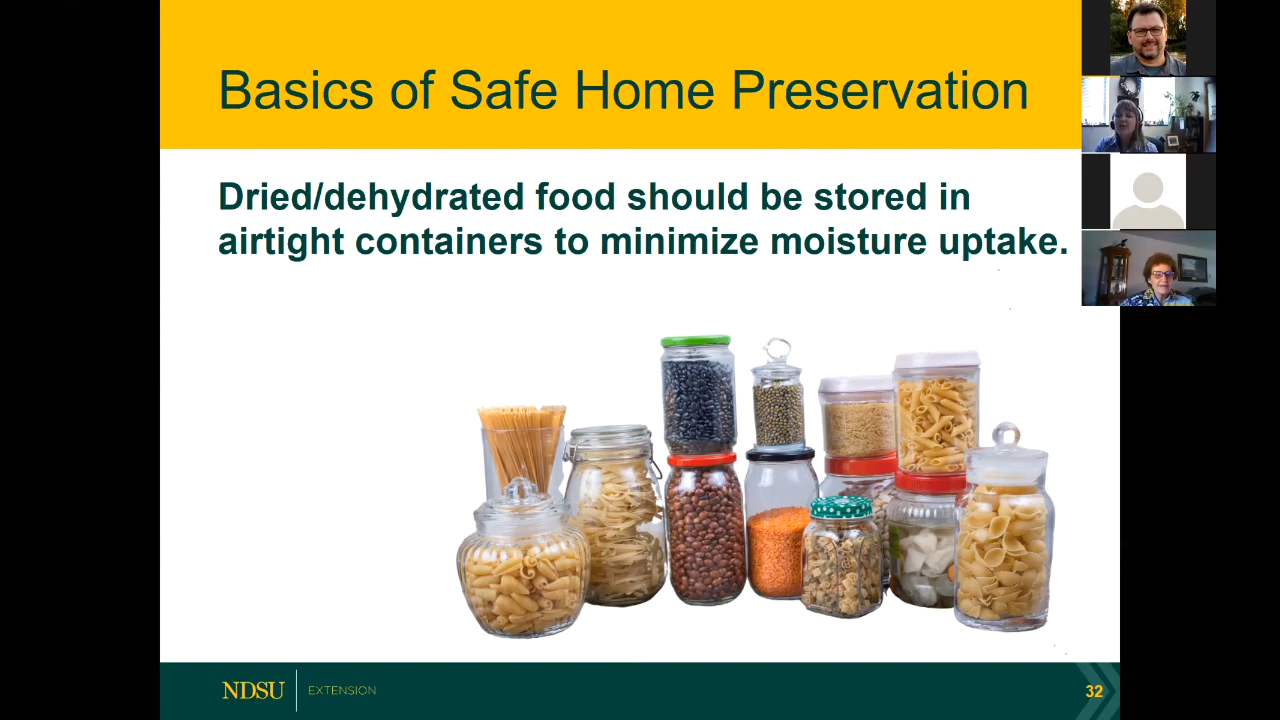 Basics of Safe Home Preservation
Dried/dehydrated food should be stored in
airtight containers to minimize moisture uptake.
NDSU EXTENSION
32